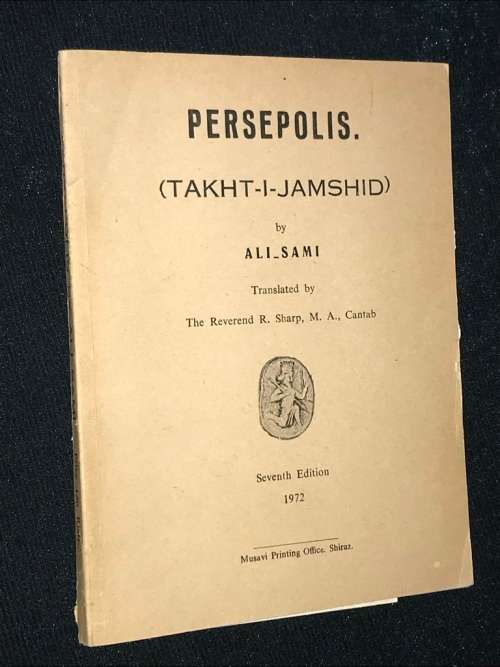 PERSEPOLIS.
(TAKHT-I-JAMSHID)
by
ALI_SAMI
Translated by
The Reverend R. Sharp, M. A., Cantab
Seventh Edition
1972
Musavi Printing Office. Shiraz.